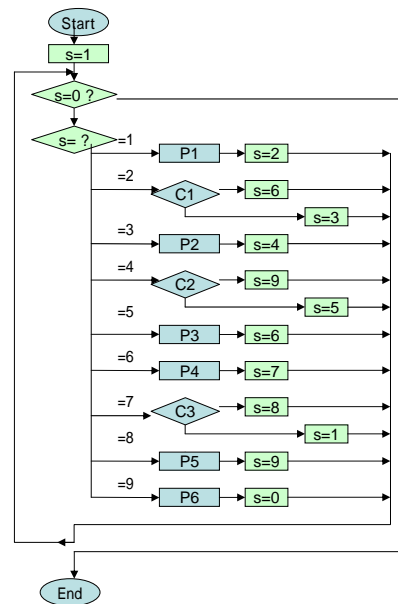 Start
s=1
s=0 ?
s= ?
=1
P1
s=2
=2
C1
s=6
s=3
=3
P2
s=4
=4
C2
s=9
s=5
=5
P3
s=6
=6
P4
s=7
=7
C3
s=8
s=1
=8
P5
s=9
=9
P6
s=0
End